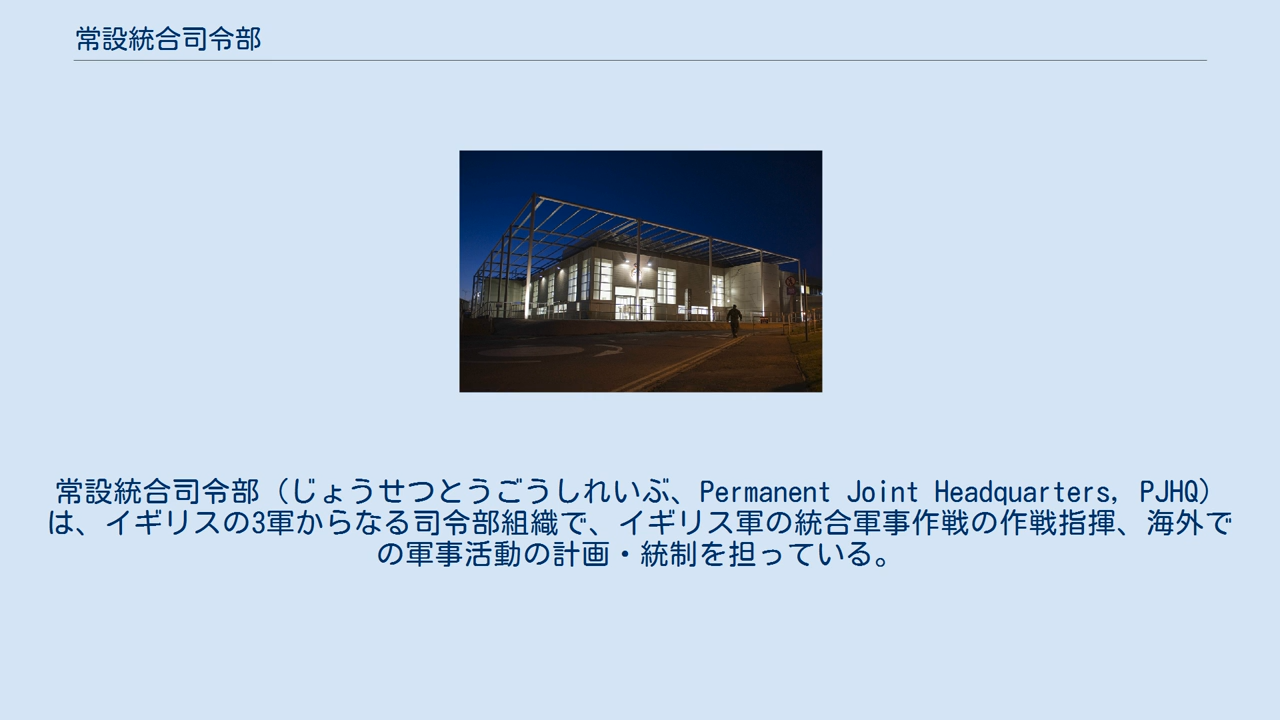 常設統合司令部
常設統合司令部（じょうせつとうごうしれいぶ、Permanent Joint Headquarters, PJHQ）
は、イギリスの3軍からなる司令部組織で、イギリス軍の統合軍事作戦の作戦指揮、海外で
の軍事活動の計画・統制を担っている。